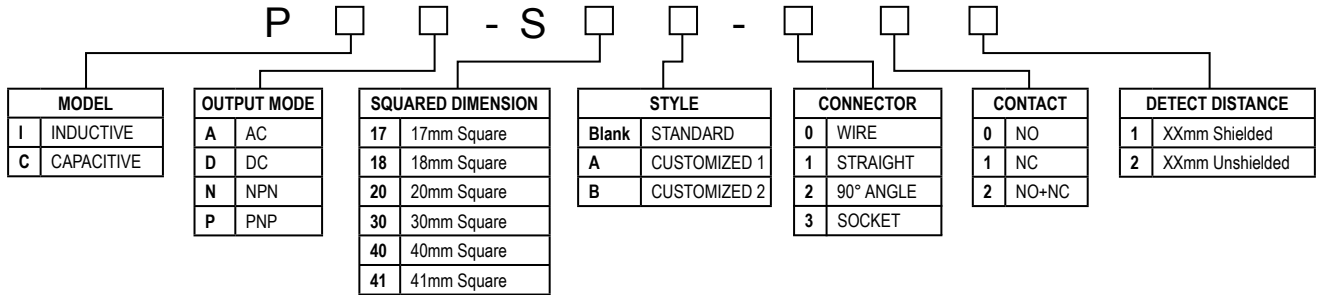 P □ □ - S □ □ - □ □ □
MODEL
I INDUCTIVE
C CAPACITIVE
OUTPUT MODE
A AC
D DC
N NPN
P PNP
SQUARED DIMENSION
17 17mm Square
18 18mm Square
20 20mm Square
30 30mm Square
40 40mm Square
41 41mm Square
STYLE
Blank STANDARD
A CUSTOMIZED 1
B CUSTOMIZED 2
CONNECTOR
0 WIRE
1 STRAIGHT
2 90° ANGLE
3 SOCKET
CONTACT
0 NO
1 NC
2 NO+NC
DETECT DISTANCE
1 XXmm Shielded
2 XXmm Unshielded